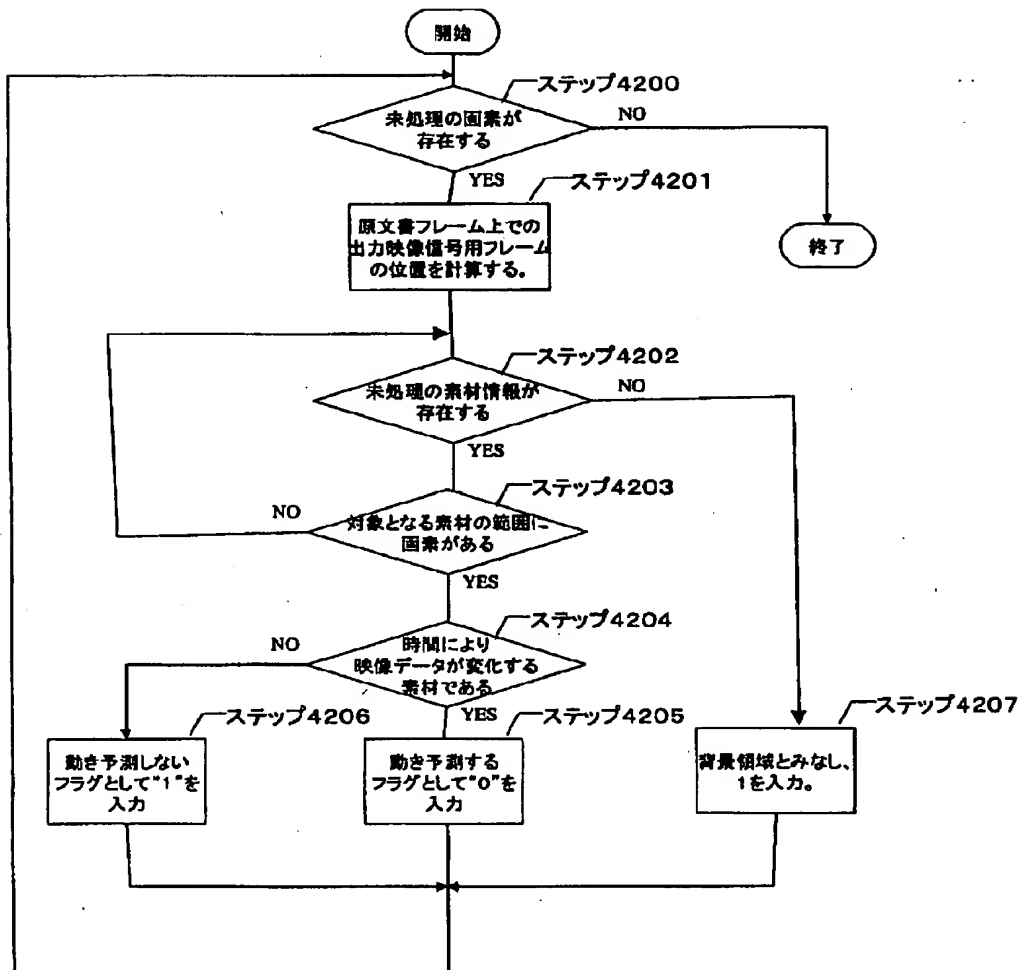 開始
ステップ4200
未処理の画素が
存在する
NO
YES
ステップ4201
原文書フレーム上での
出力映像信号用フレーム
の位置を計算する。
終了
ステップ4202
未処理の素材情報が
存在する
NO
YES
ステップ4203
対象となる素材の範囲に
画素がある
NO
YES
ステップ4204
時間により
映像データが変化する
素材である
NO
YES
ステップ4206
動き予測しない
フラグとして"1"を
入力
ステップ4205
動き予測する
フラグとして"0"を
入力
ステップ4207
背景領域とみなし、
1を入力。